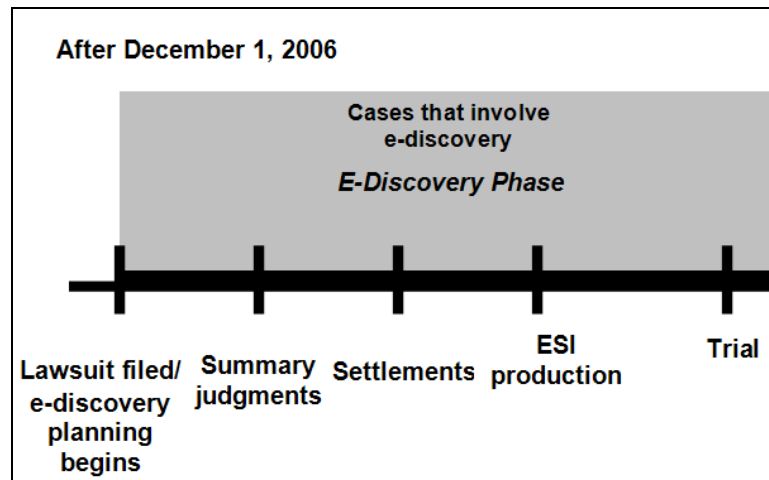 After December 1, 2006
Cases that involve
e-discovery
E-Discovery Phase
Lawsuit filed/
e-discovery
planning
begins
Summary
judgments
Settlements
ESI
production
Trial